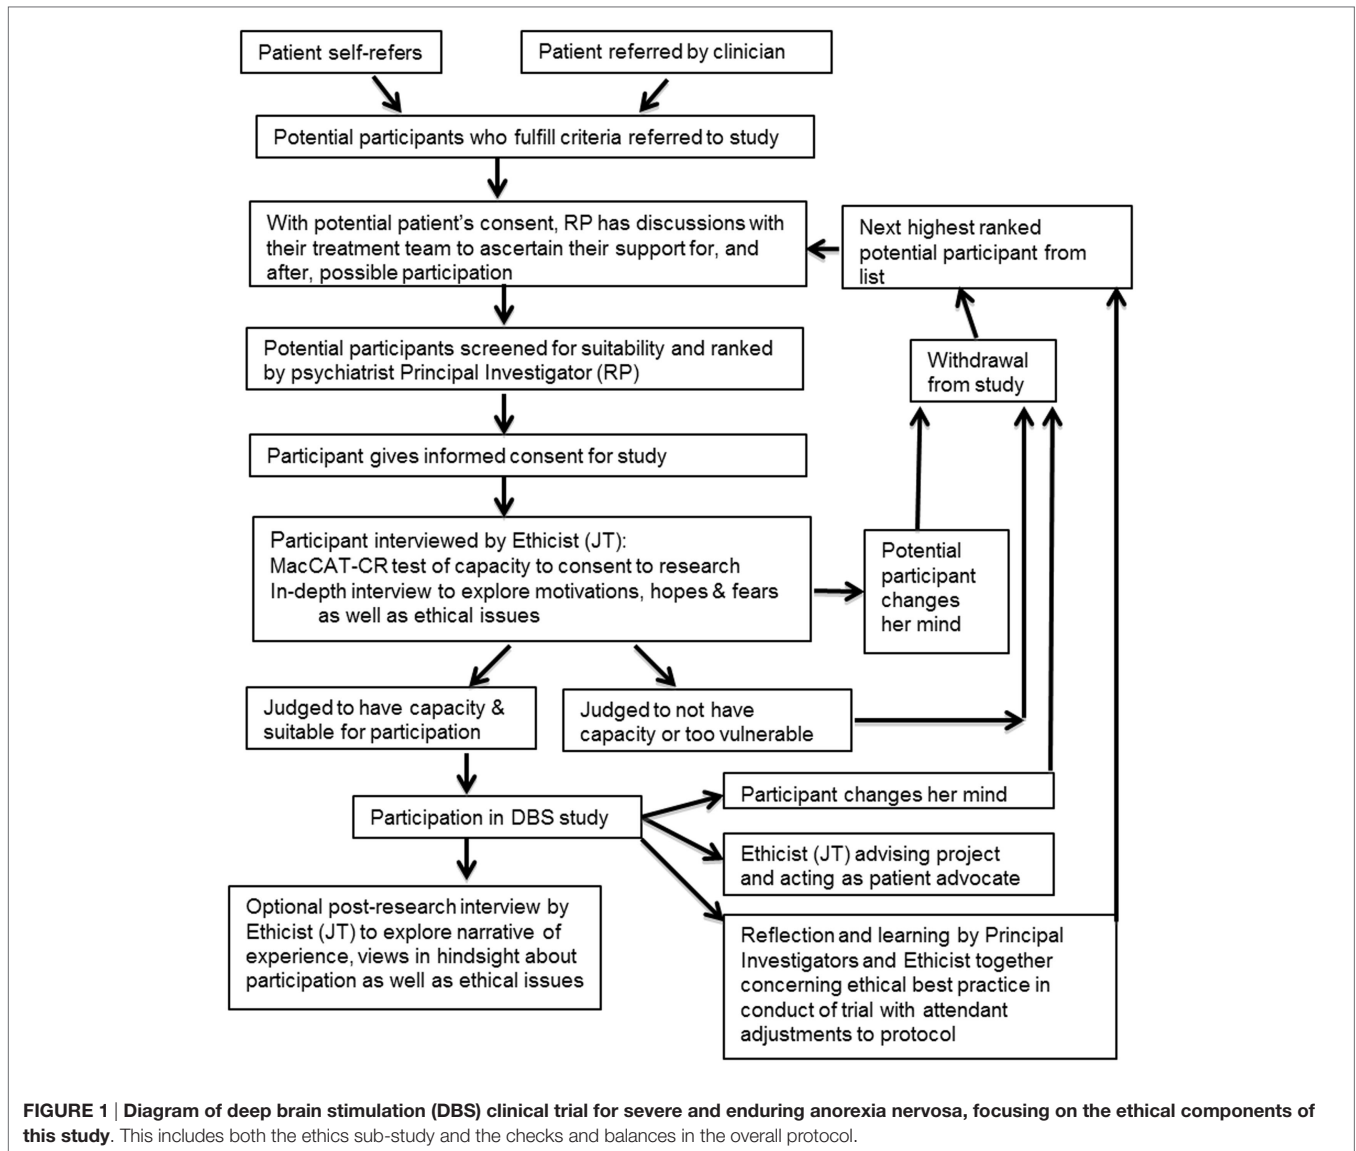 Patient self-refers
Patient referred by clinician
Potential participants who fulfill criteria referred to study
With potential patient's consent, RP has discussions with
their treatment team to ascertain their support for, and
after, possible participation
Next highest ranked
potential participant from
list
Potential participants screened for suitability and ranked
by psychiatrist Principal Investigator (RP)
Withdrawal
from study
Participant gives informed consent for study
Participant interviewed by Ethicist (JT):
MacCAT-CR test of capacity to consent to research
In-depth interview to explore motivations, hopes & fears
as well as ethical issues
Potential
participant
changes
her mind
Judged to have capacity &
suitable for participation
Judged to not have
capacity or too vulnerable
Participation in DBS study
Participant changes her mind
Ethicist (JT) advising project
and acting as patient advocate
Optional post-research interview by
Ethicist (JT) to explore narrative of
experience, views in hindsight about
participation as well as ethical issues
Reflection and learning by Principal
Investigators and Ethicist together
concerning ethical best practice in
conduct of trial with attendant
adjustments to protocol
FIGURE 1 | Diagram of deep brain stimulation (DBS) clinical trial for severe and enduring anorexia nervosa, focusing on the ethical components of
this study. This includes both the ethics sub-study and the checks and balances in the overall protocol.